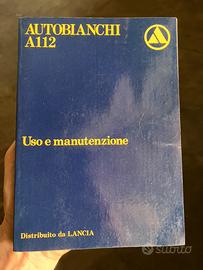 AUTOBIANCHI
A112
Uso e manutenzione
Distribuito da LANCIA
subito